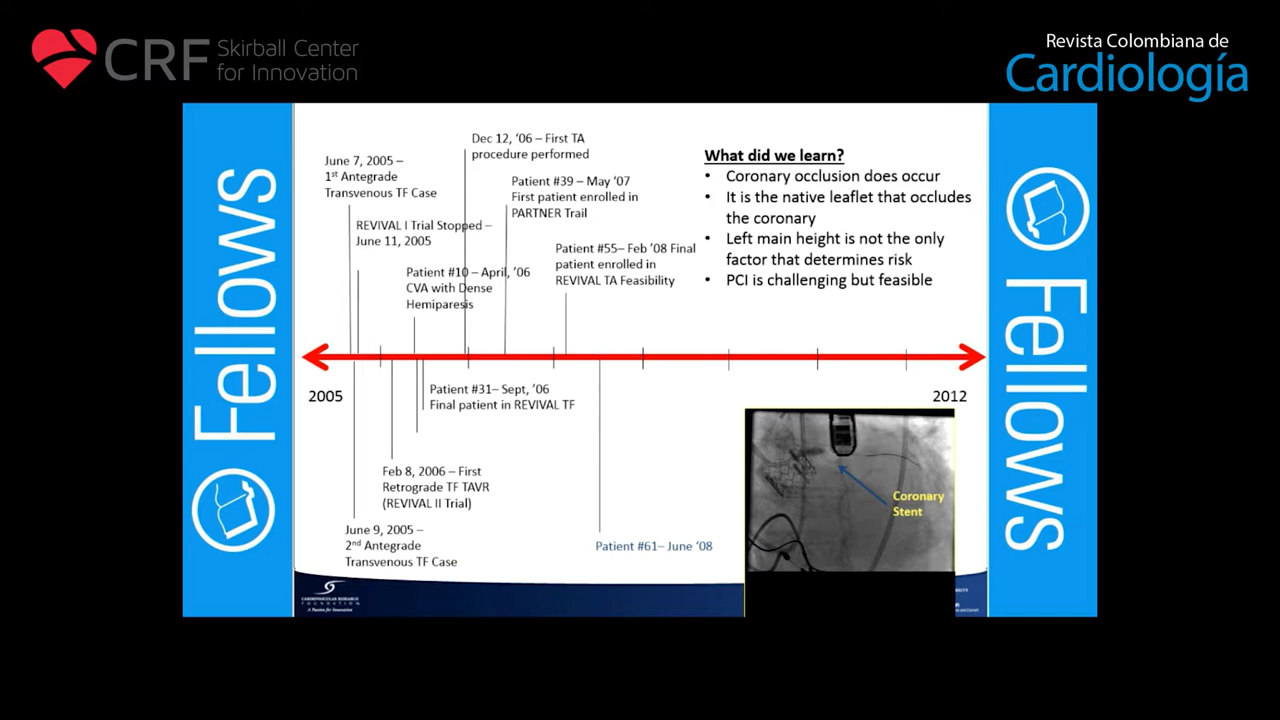 CRF
Skirball Center
for Innovation
Revista Colombiana de
Cardiología
Fellows
June 7, 2005 –
1st Antegrade
Transvenous TF Case
REVIVAL I Trial Stopped –
June 11, 2005
Patient #10 – April, '06
CVA with Dense
Hemiparesis
Dec 12, '06 – First TA
procedure performed
Patient #39 – May '07
First patient enrolled in
PARTNER Trail
Patient #55– Feb '08 Final
patient enrolled in
REVIVAL TA Feasibility
What did we learn?
• Coronary occlusion does occur
• It is the native leaflet that occludes
the coronary
• Left main height is not the only
factor that determines risk
• PCI is challenging but feasible
2005
2012
Patient #31– Sept, '06
Final patient in REVIVAL TF
Feb 8, 2006 – First
Retrograde TF TAVR
(REVIVAL II Trial)
June 9, 2005 –
2nd Antegrade
Transvenous TF Case
Patient #61– June '08
Coronary
Stent
CARDIOVASCULAR RESEARCH
FOUNDATION
A Passion for Innovation
Fellows